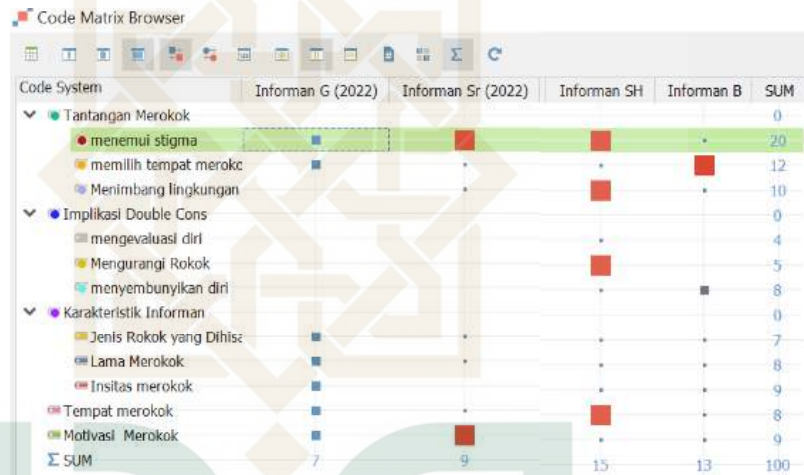 Code Matrix Browser
Code System Informan G (2022) Informan Sr (2022) Informan SH Informan B SUM
Tantangan Merokok 0
menemui stigma 20
memilih tempat meroko 12
Menimbang lingkungan 10
Implikasi Double Cons 0
mengevaluasi diri 4
Mengurangi Rokok 5
menyembunyikan diri 8
Karakteristik Informan 0
Jenis Rokok yang Dihisa 7
Lama Merokok 8
Insitas merokok 9
Tempat merokok 8
Motivasi Merokok 9
Σ SUM 7 9 15 13 100